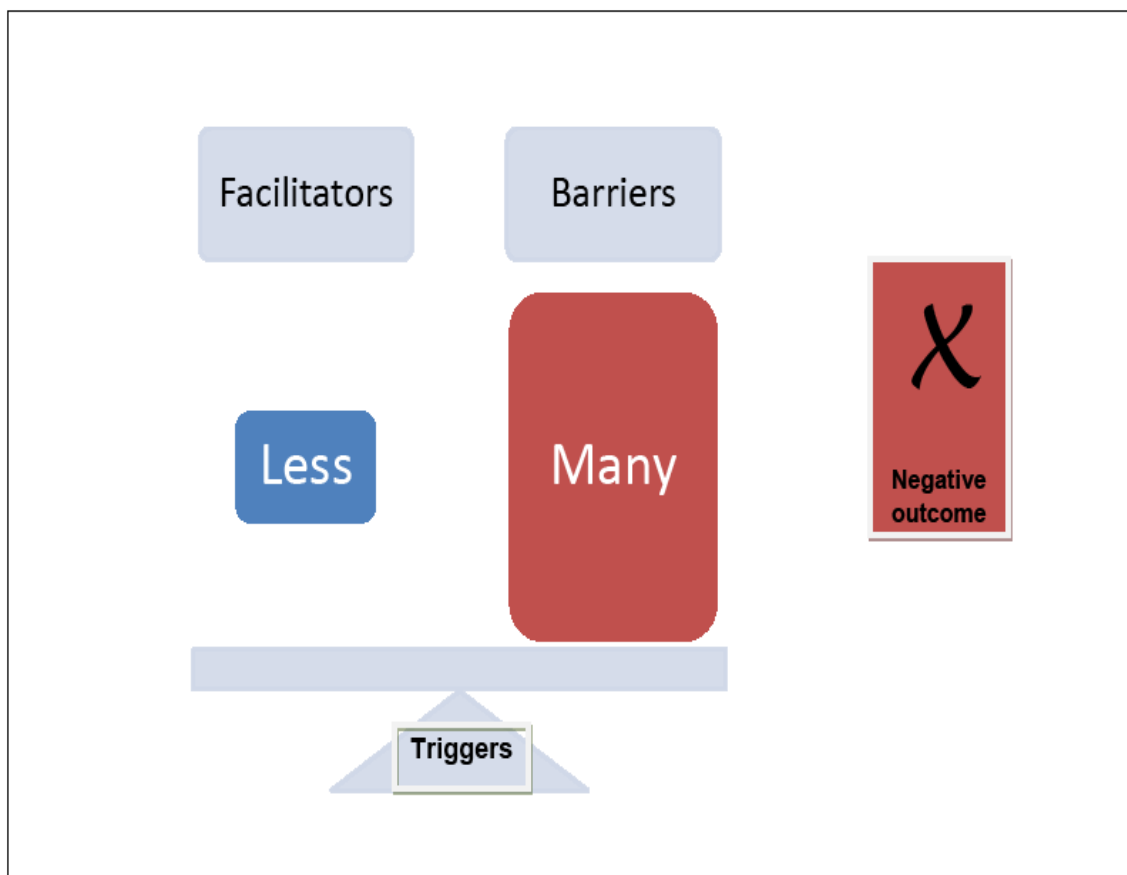 Facilitators
Barriers
Less
Many
X
Negative
outcome
Triggers